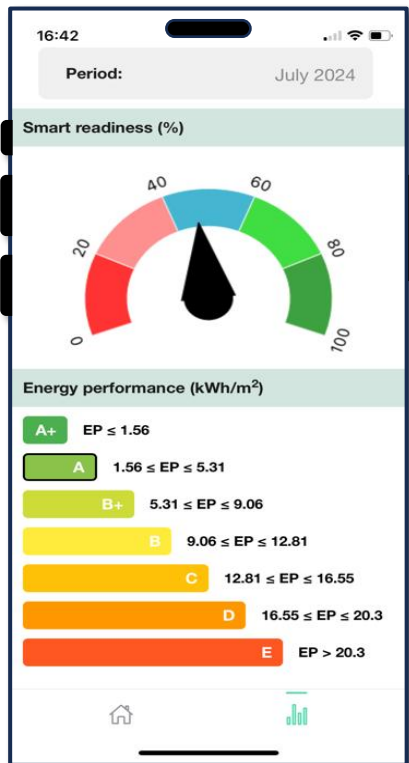 16:42
Period: July 2024
Smart readiness (%)
0 20 40 60 80 100
Energy performance (kWh/m²)
A+ EP ≤ 1.56
A 1.56 ≤ EP ≤ 5.31
B+ 5.31 ≤ EP ≤ 9.06
B 9.06 ≤ EP ≤ 12.81
C 12.81 ≤ EP ≤ 16.55
D 16.55 ≤ EP ≤ 20.3
E EP > 20.3